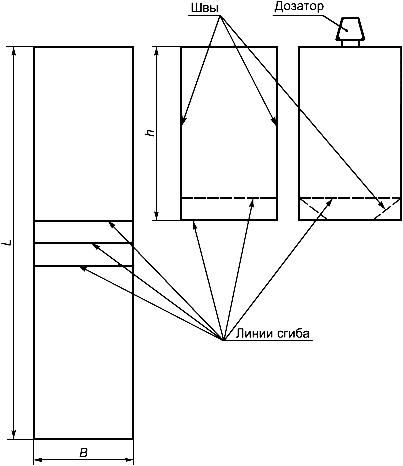 Швы
Дозатор
h
L
Линии сгиба
B